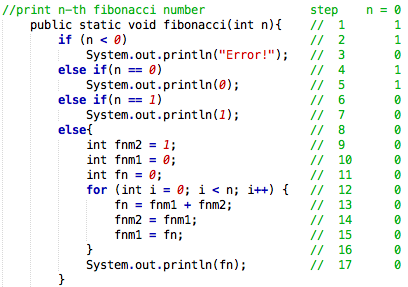 //print n-th fibonacci number step n = 0
public static void fibonacci(int n){ // 1 1
if (n < 0) // 2 1
System.out.println("Error!"); // 3 0
else if(n == 0) // 4 1
System.out.println(0); // 5 1
else if(n == 1) // 6 0
System.out.println(1); // 7 0
else{ // 8 0
int fnm2 = 1; // 9 0
int fnm1 = 0; // 10 0
int fn = 0; // 11 0
for (int i = 0; i < n; i++) { // 12 0
fn = fnm1 + fnm2; // 13 0
fnm2 = fnm1; // 14 0
fnm1 = fn; // 15 0
} // 16 0
System.out.println(fn); // 17 0
}